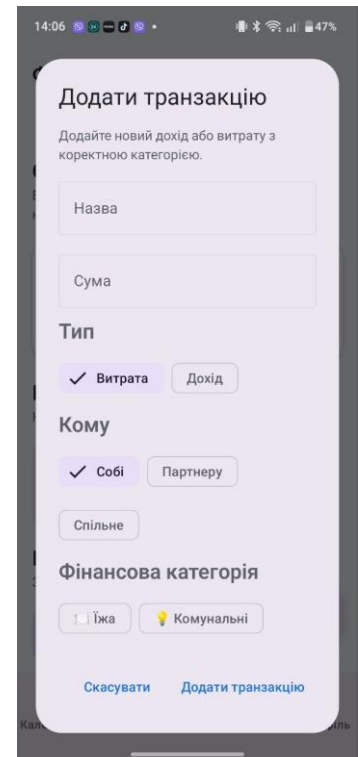 14:06 47%
Додати транзакцію
Додайте новий дохід або витрату з
коректною категорією.
Назва
Сума
Тип
Витрата Дохід
Кому
Собі Партнеру
Спільне
Фінансова категорія
🍽️ Їжа 💡 Комунальні
Скасувати Додати транзакцію